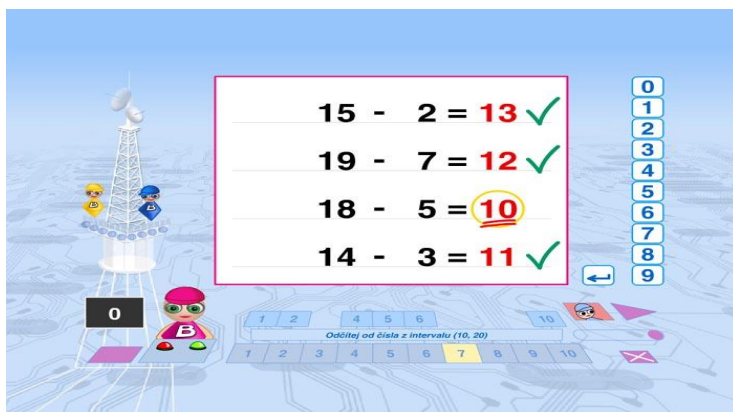 15 - 2 = 13
19 - 7 = 12
18 - 5 = 10
14 - 3 = 11
0
1
2
3
4
5
6
7
8
9
B
B
0
B
1 2 4 5 6 10
Odčítej od čísla z intervalu (10, 20)
1 2 3 4 5 6 7 8 9 10